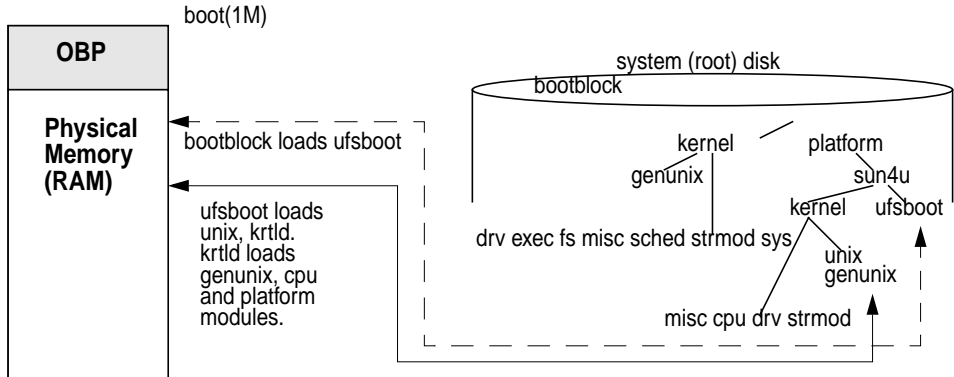 boot(1M)
OBP
system (root) disk
bootblock
Physical
Memory
(RAM)
bootblock loads ufsboot
kernel
platform
genunix
sun4u
kernel
ufsboot
ufsboot loads
unix, krtld.
krtld loads
genunix, cpu
and platform
modules.
drv exec fs misc sched strmod sys
unix
genunix
misc cpu drv strmod